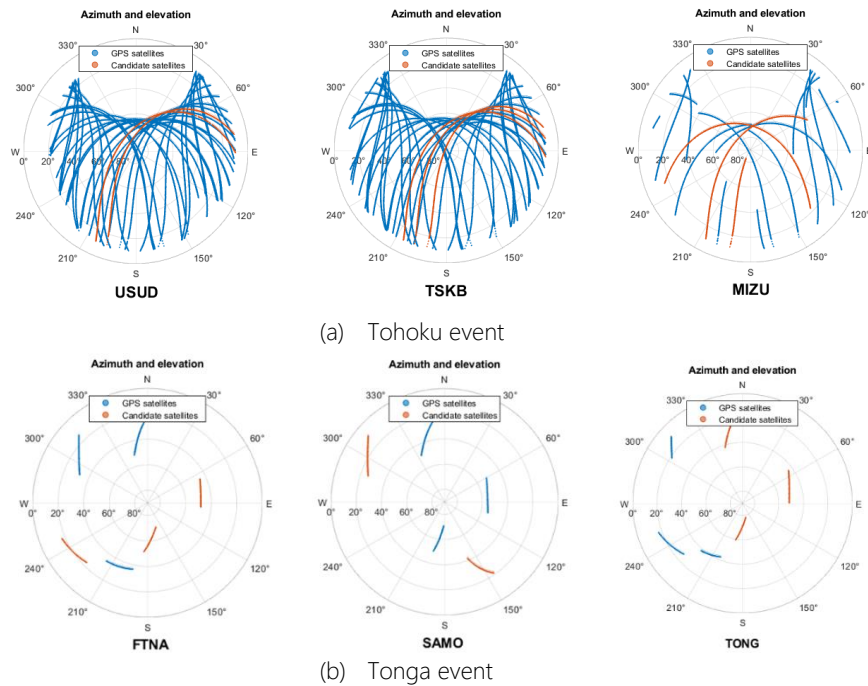 Azimuth and elevation
N
330°
30°
GPS satellites
Candidate satellites
300°
60°
W
E
0°
20°
40°
60°
80°
240°
120°
210°
150°
S
USUD
Azimuth and elevation
N
330°
30°
GPS satellites
Candidate satellites
300°
60°
W
E
0°
20°
40°
60°
80°
240°
120°
210°
150°
S
TSKB
Azimuth and elevation
N
330°
30°
GPS satellites
Candidate satellites
300°
60°
W
E
0°
20°
40°
60°
80°
240°
120°
210°
150°
S
MIZU
(a) Tohoku event
Azimuth and elevation
N
330°
30°
GPS satellites
Candidate satellites
300°
60°
W
E
0°
20°
40°
60°
80°
240°
120°
210°
150°
S
FTNA
Azimuth and elevation
N
330°
30°
GPS satellites
Candidate satellites
300°
60°
W
E
0°
20°
40°
60°
80°
240°
120°
210°
150°
S
SAMO
Azimuth and elevation
N
330°
30°
GPS satellites
Candidate satellites
300°
60°
W
E
0°
20°
40°
60°
80°
240°
120°
210°
150°
S
TONG
(b) Tonga event